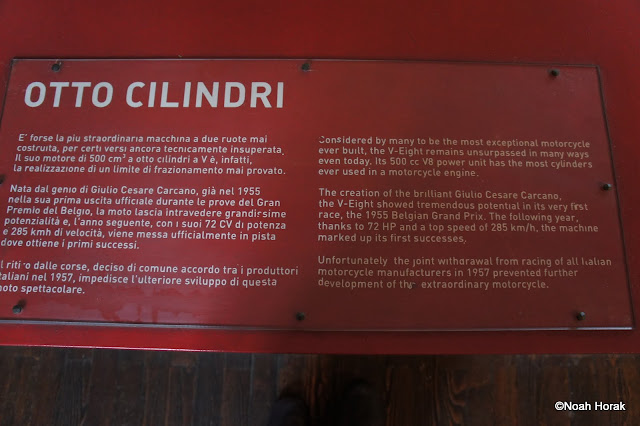 OTTO CILINDRI
E' forse la più straordinaria macchina a due ruote mai
costruita, per certi versi ancora tecnicamente insuperata.
Il suo motore di 500 cm³ a otto cilindri a V è, infatti,
la realizzazione di un limite di frazionamento mai provato.
Nata dal genio di Giulio Cesare Carcano, già nel 1955
nella sua prima uscita ufficiale durante le prove del Gran
Premio del Belgio, la moto lascia intravedere grandissime
potenzialità e, l'anno seguente, con i suoi 72 CV di potenza
e 285 kmh di velocità, viene messa ufficialmente in pista
dove ottiene i primi successi.
Il ritiro dalle corse, deciso di comune accordo tra i produttori
italiani nel 1957, impedisce l'ulteriore sviluppo di questa
moto spettacolare.
Considered by many to be the most exceptional motorcycle
ever built, the V-Eight remains unsurpassed in many ways
even today. Its 500 cc V8 power unit has the most cylinders
ever used in a motorcycle engine.
The creation of the brilliant Giulio Cesare Carcano,
the V-Eight showed tremendous potential in its very first
race, the 1955 Belgian Grand Prix. The following year,
thanks to 72 HP and a top speed of 285 km/h, the machine
marked up its first successes.
Unfortunately the joint withdrawal from racing of all Italian
motorcycle manufacturers in 1957 prevented further
development of this extraordinary motorcycle.
©Noah Horak